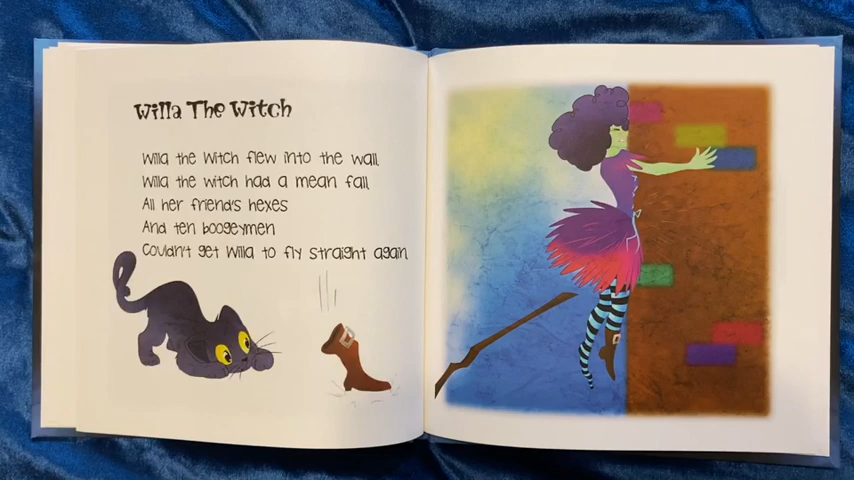 Willa The Witch
Willa the Witch flew into the wall
Willa the witch had a mean fall
All her friend's hexes
And ten boogeymen
Couldn't get Willa to fly straight again